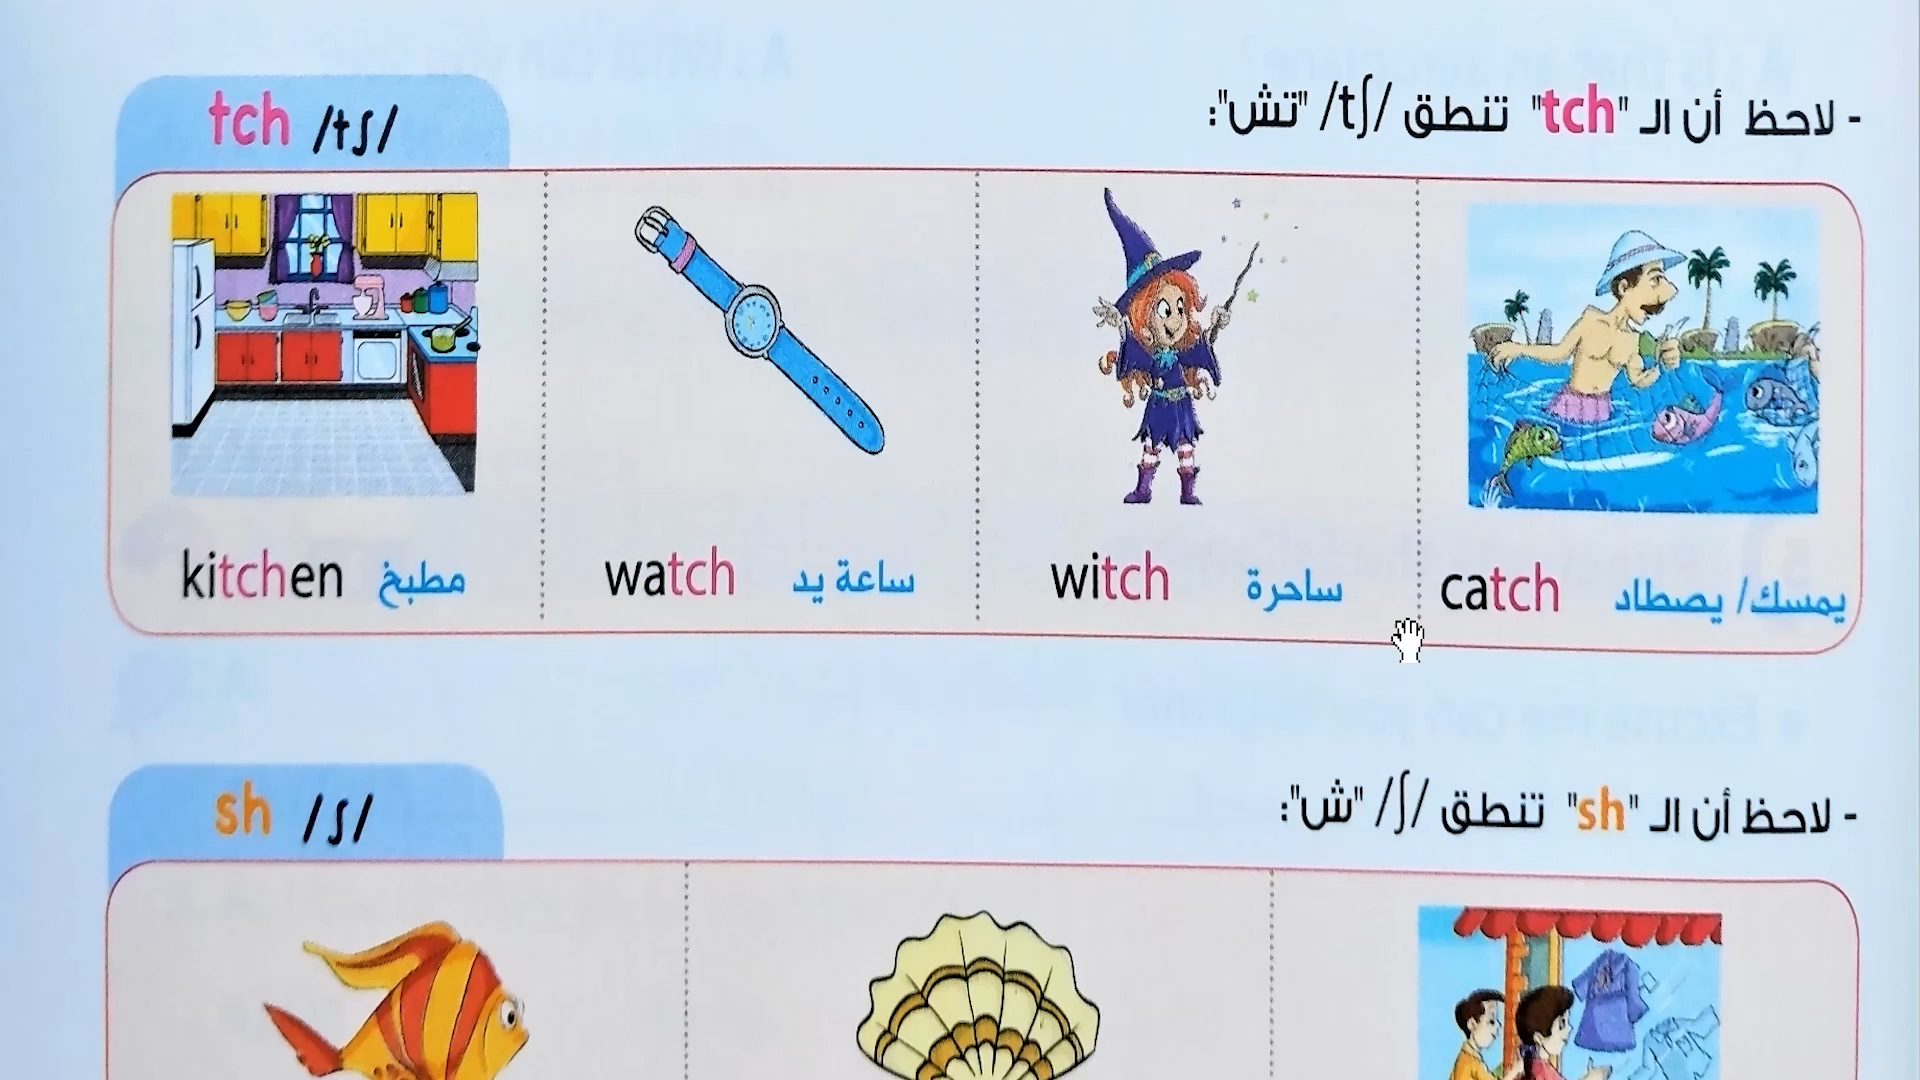 tch /tʃ/
- لاحظ أن الـ "tch" تنطق /tʃ/ "تش":
kitchen مطبخ
watch ساعة يد
witch ساحرة
catch يمسك/ يصطاد
sh /ʃ/
- لاحظ أن الـ "sh" تنطق /ʃ/ "ش":